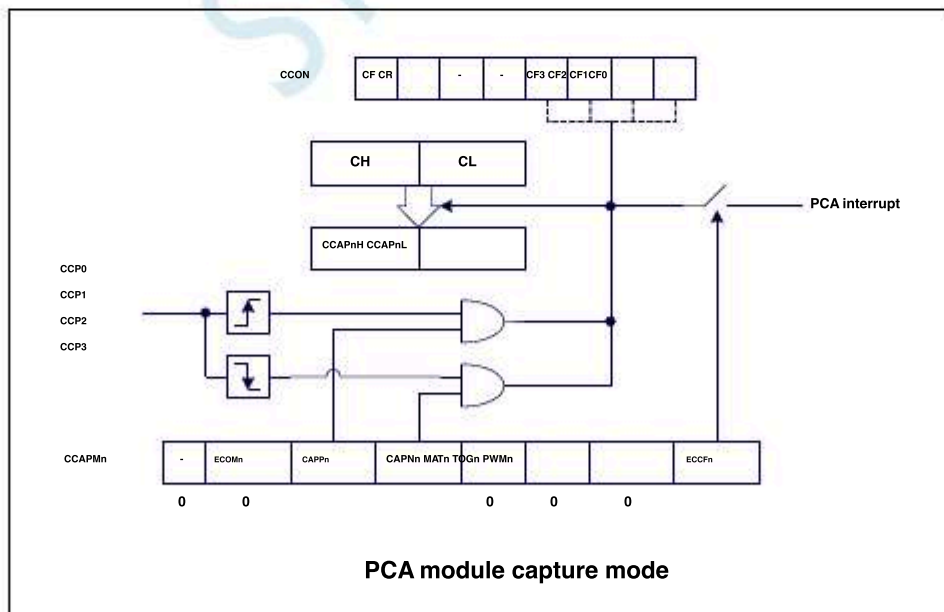 CCON CF CR - - CF3 CF2 CF1CF0
CH CL
PCA interrupt
CCAPnH CCAPnL
CCP0
CCP1
CCP2
CCP3
CCAPMn - ECOMn CAPPn CAPNn MATn TOGn PWMn ECCFn
0 0 0 0 0
PCA module capture mode